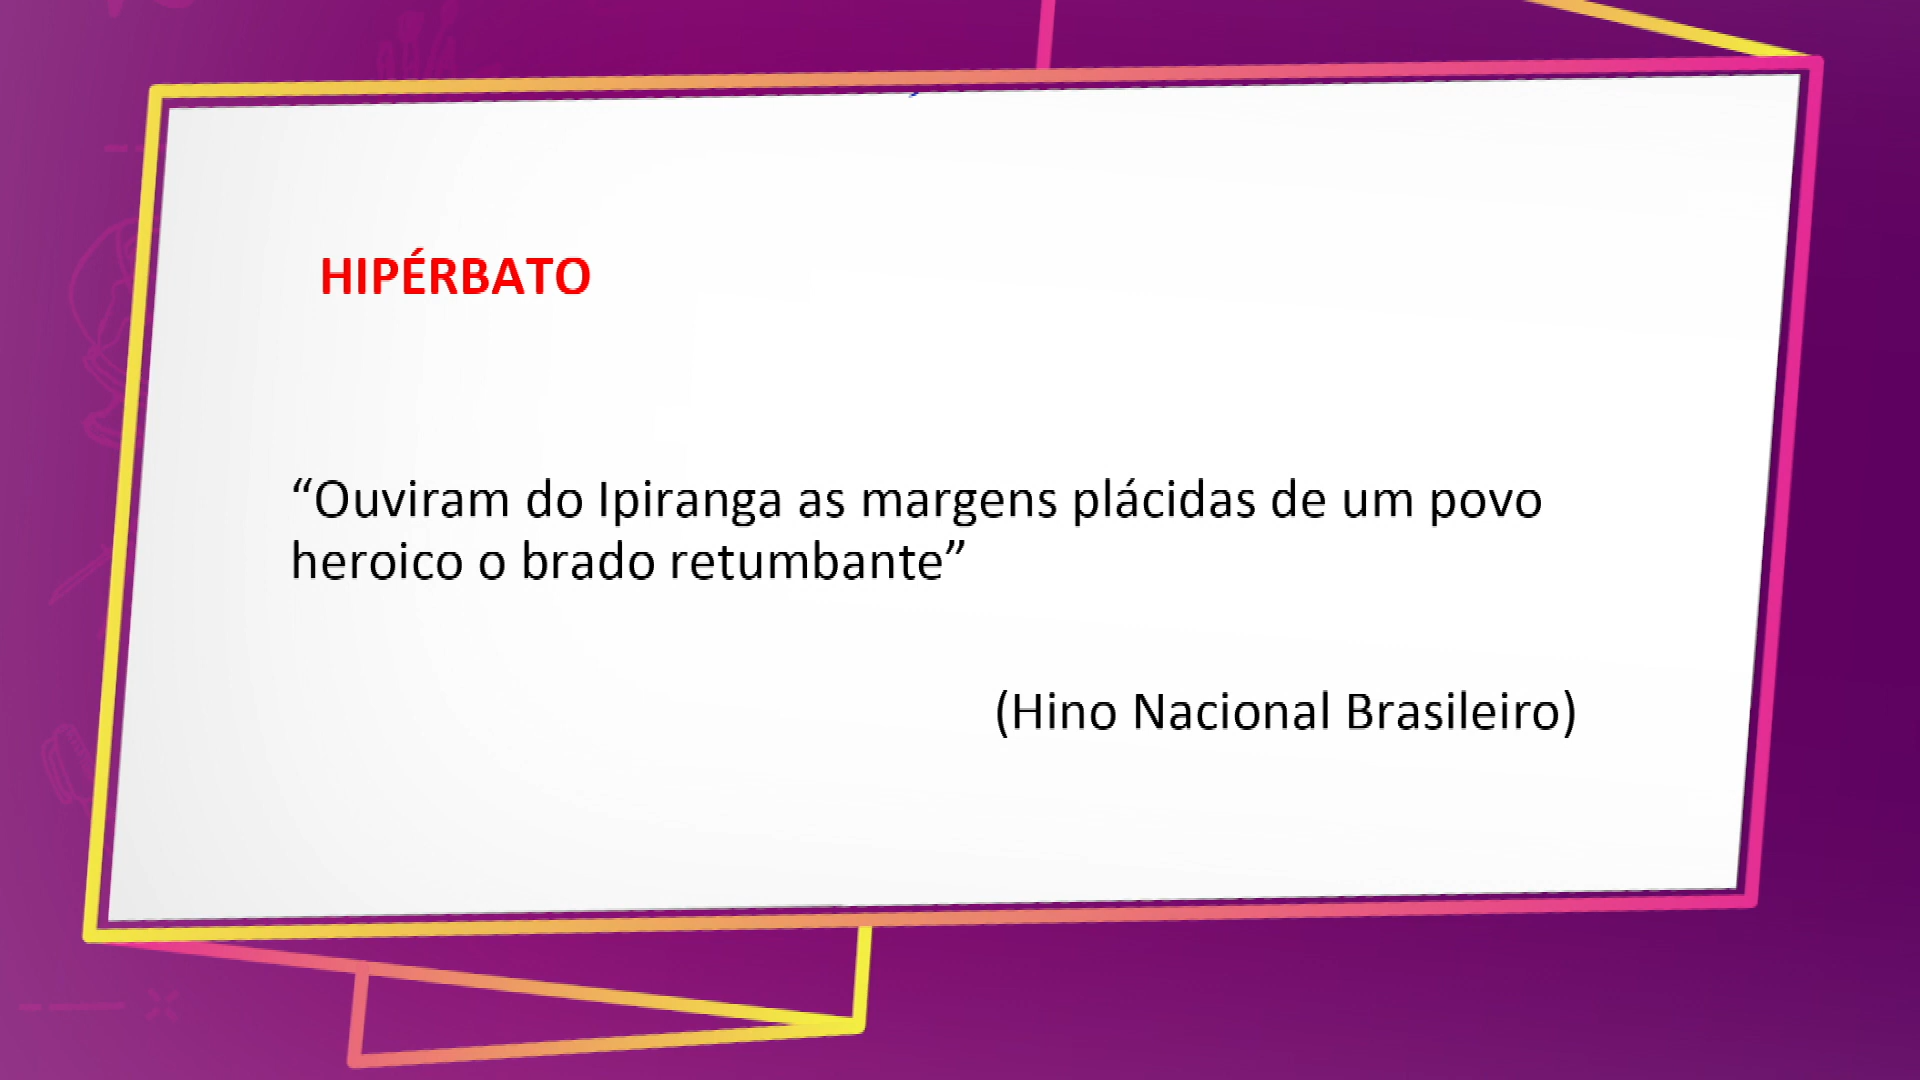 HIPÉRBATO
“Ouviram do Ipiranga as margens plácidas de um povo
heroico o brado retumbante”
(Hino Nacional Brasileiro)